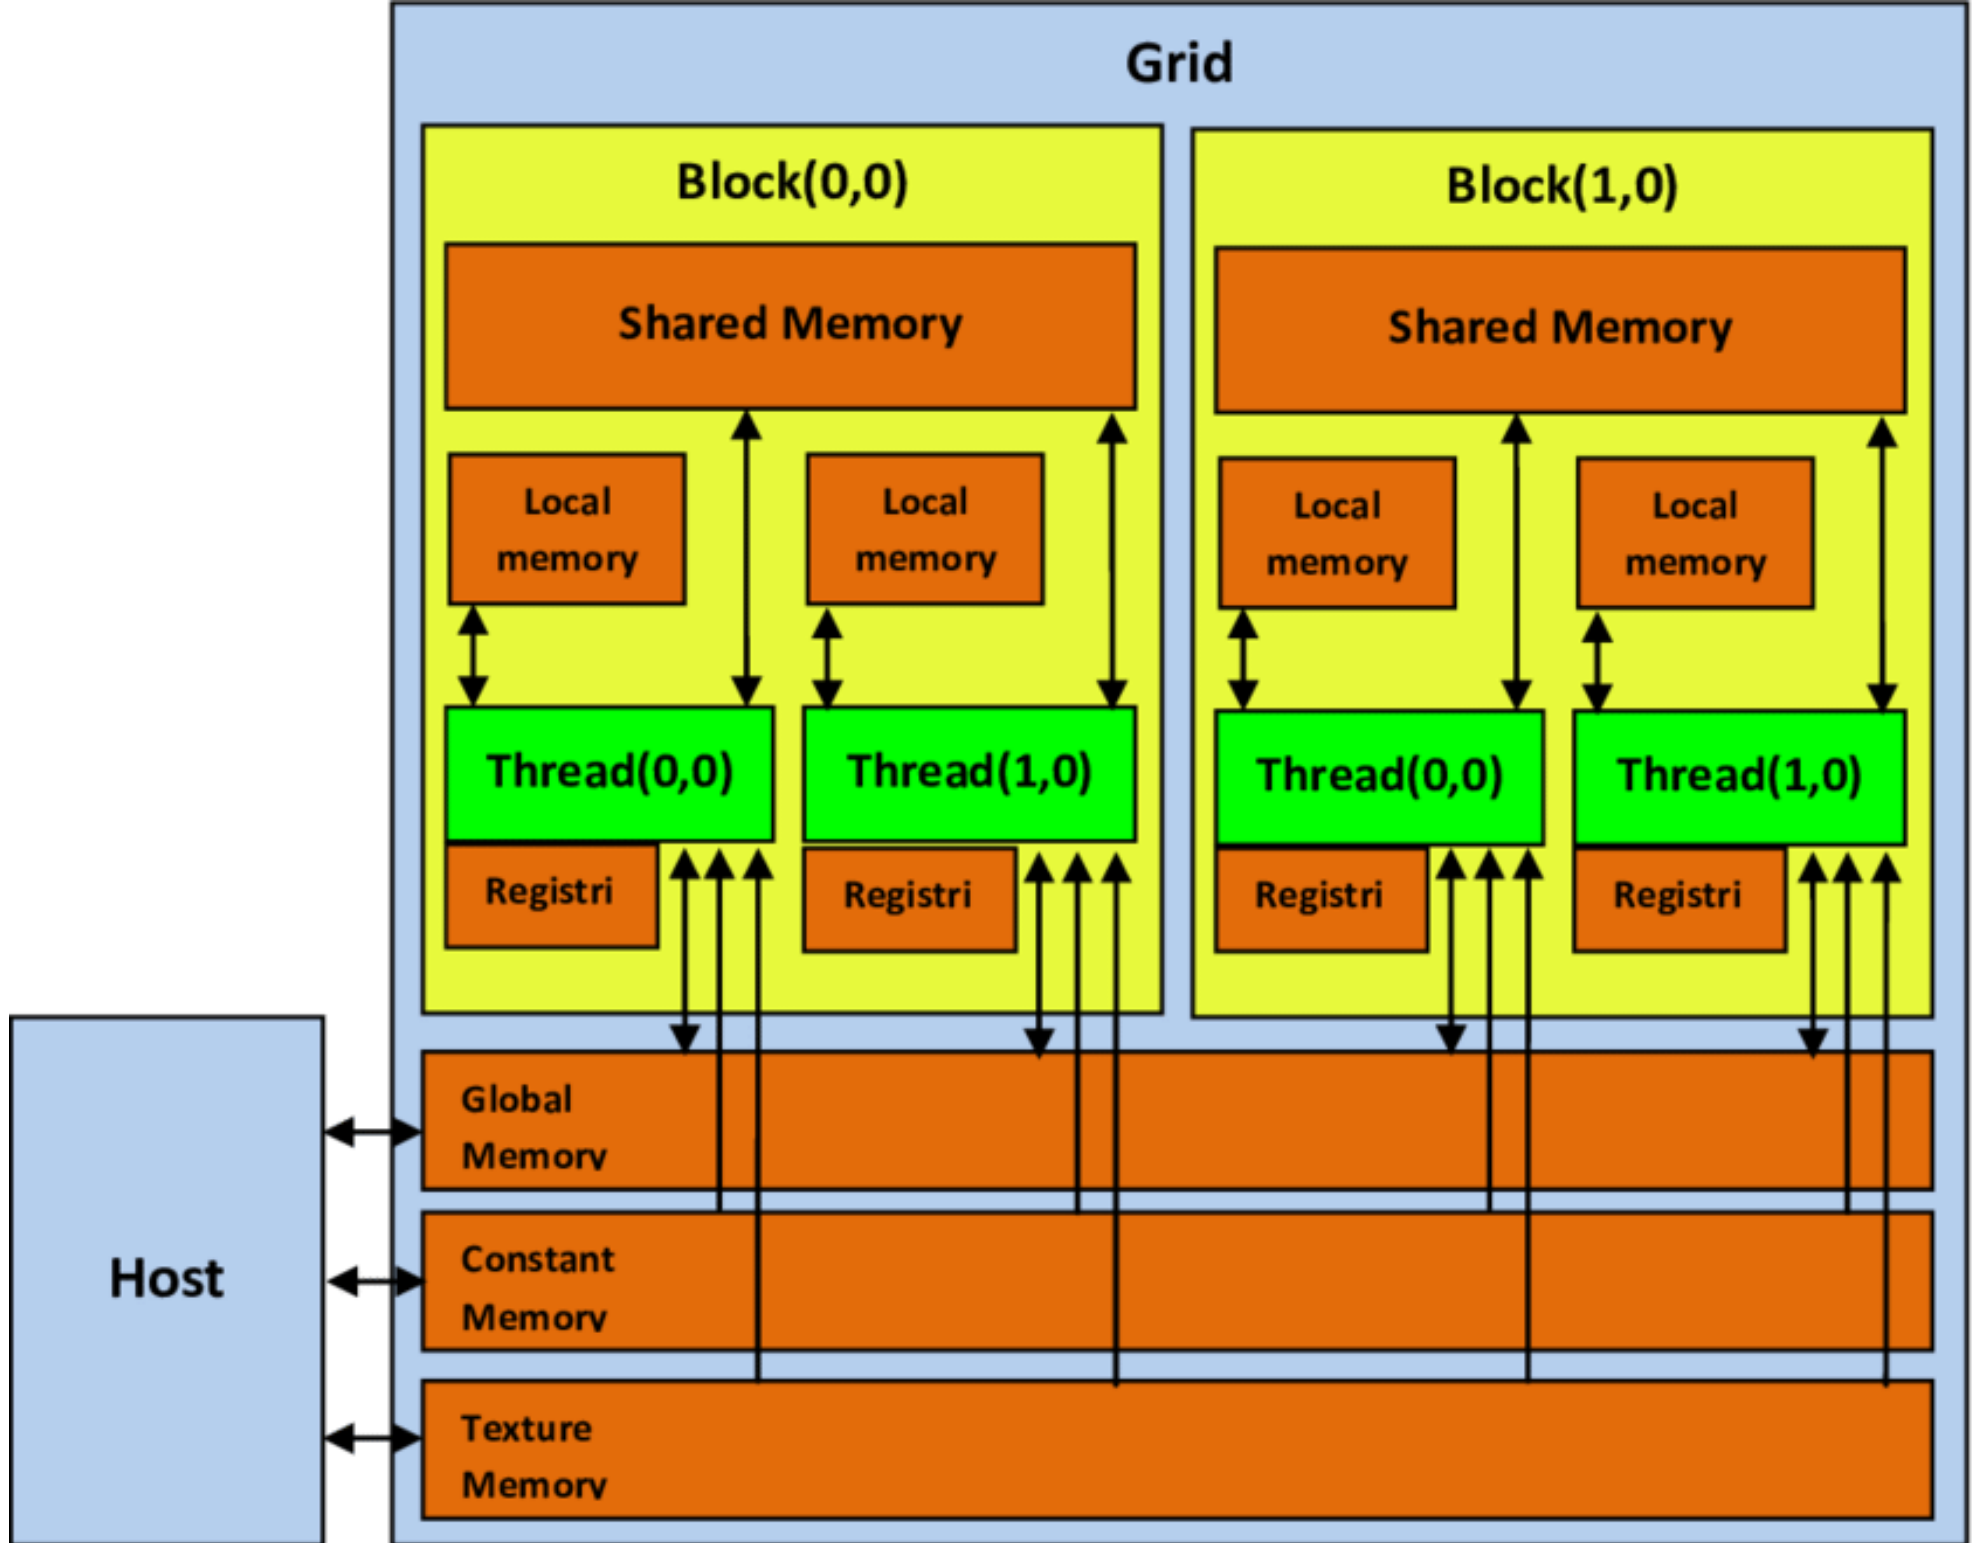 Grid
Block(0,0)
Shared Memory
Local
memory
Local
memory
Thread(0,0)
Thread(1,0)
Registri
Registri
Block(1,0)
Shared Memory
Local
memory
Local
memory
Thread(0,0)
Thread(1,0)
Registri
Registri
Host
Global
Memory
Constant
Memory
Texture
Memory